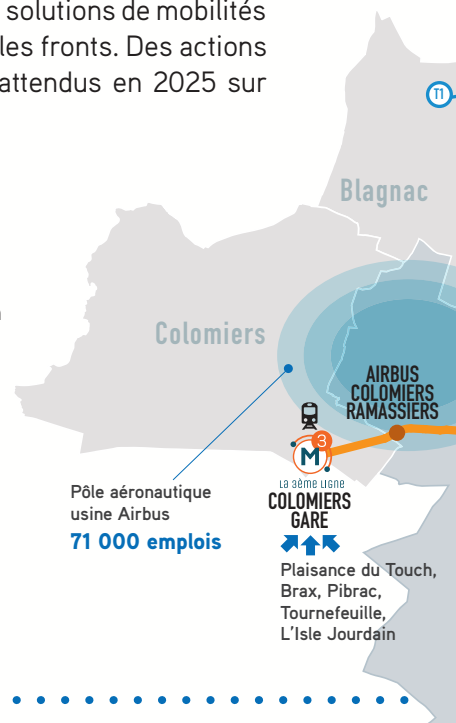 solutions de mobilités
les fronts. Des actions
attendus en 2025 sur
T1
Blagnac
Colomiers
AIRBUS
COLOMIERS
RAMASSIERS
3
M
La 3ème Ligne
COLOMIERS
GARE
Pôle aéronautique
usine Airbus
71 000 emplois
Plaisance du Touch,
Brax, Pibrac,
Tournefeuille,
L'Isle Jourdain